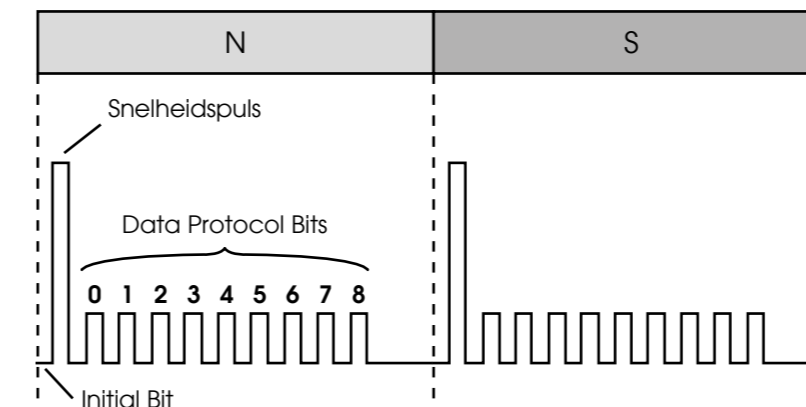 N S
Snelheidspuls
Data Protocol Bits
0 1 2 3 4 5 6 7 8
Initial Bit